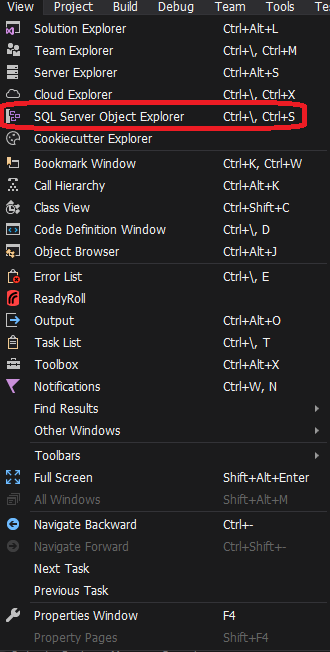 View Project Build Debug Team Tools
Solution Explorer Ctrl+Alt+L
Team Explorer Ctrl+\, Ctrl+M
Server Explorer Ctrl+Alt+S
Cloud Explorer Ctrl+\, Ctrl+X
SQL Server Object Explorer Ctrl+\, Ctrl+S
Cookiecutter Explorer
Bookmark Window Ctrl+K, Ctrl+W
Call Hierarchy Ctrl+Alt+K
Class View Ctrl+Shift+C
Code Definition Window Ctrl+\, D
Object Browser Ctrl+Alt+J
Error List Ctrl+\, E
ReadyRoll
Output Ctrl+Alt+O
Task List Ctrl+\, T
Toolbox Ctrl+Alt+X
Notifications Ctrl+W, N
Find Results
Other Windows
Toolbars
Full Screen Shift+Alt+Enter
All Windows Shift+Alt+M
Navigate Backward Ctrl+-
Navigate Forward Ctrl+Shift+-
Next Task
Previous Task
Properties Window F4
Property Pages Shift+F4